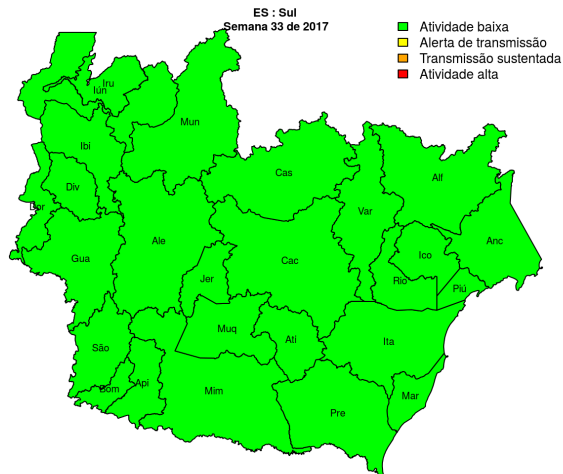 ES : Sul
Semana 33 de 2017
Atividade baixa
Alerta de transmissão
Transmissão sustentada
Atividade alta
Iru
Iún
Mun
Ibi
Cas
Alf
Div
Dor
Var
Ale
Anc
Gua
Cac
Ico
Jer
Rio
Piú
Muq
Ati
Ita
São
Api
Bom
Mim
Mar
Pre